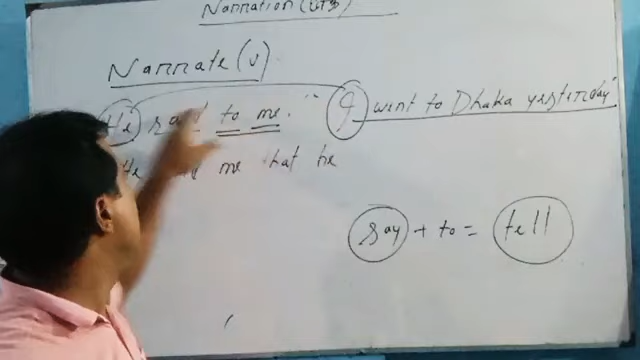 Narration
Narrate (v)
He said to me. "I went to Dhaka yesterday"
me that he
say + to = tell